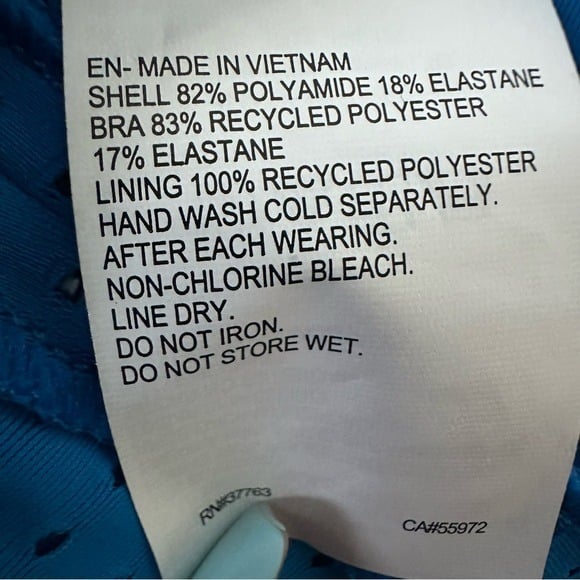 EN- MADE IN VIETNAM
SHELL 82% POLYAMIDE 18% ELASTANE
BRA 83% RECYCLED POLYESTER
17% ELASTANE
LINING 100% RECYCLED POLYESTER
HAND WASH COLD SEPARATELY.
AFTER EACH WEARING.
NON-CHLORINE BLEACH.
LINE DRY.
DO NOT IRON.
DO NOT STORE WET.
RN#37763
CA#55972